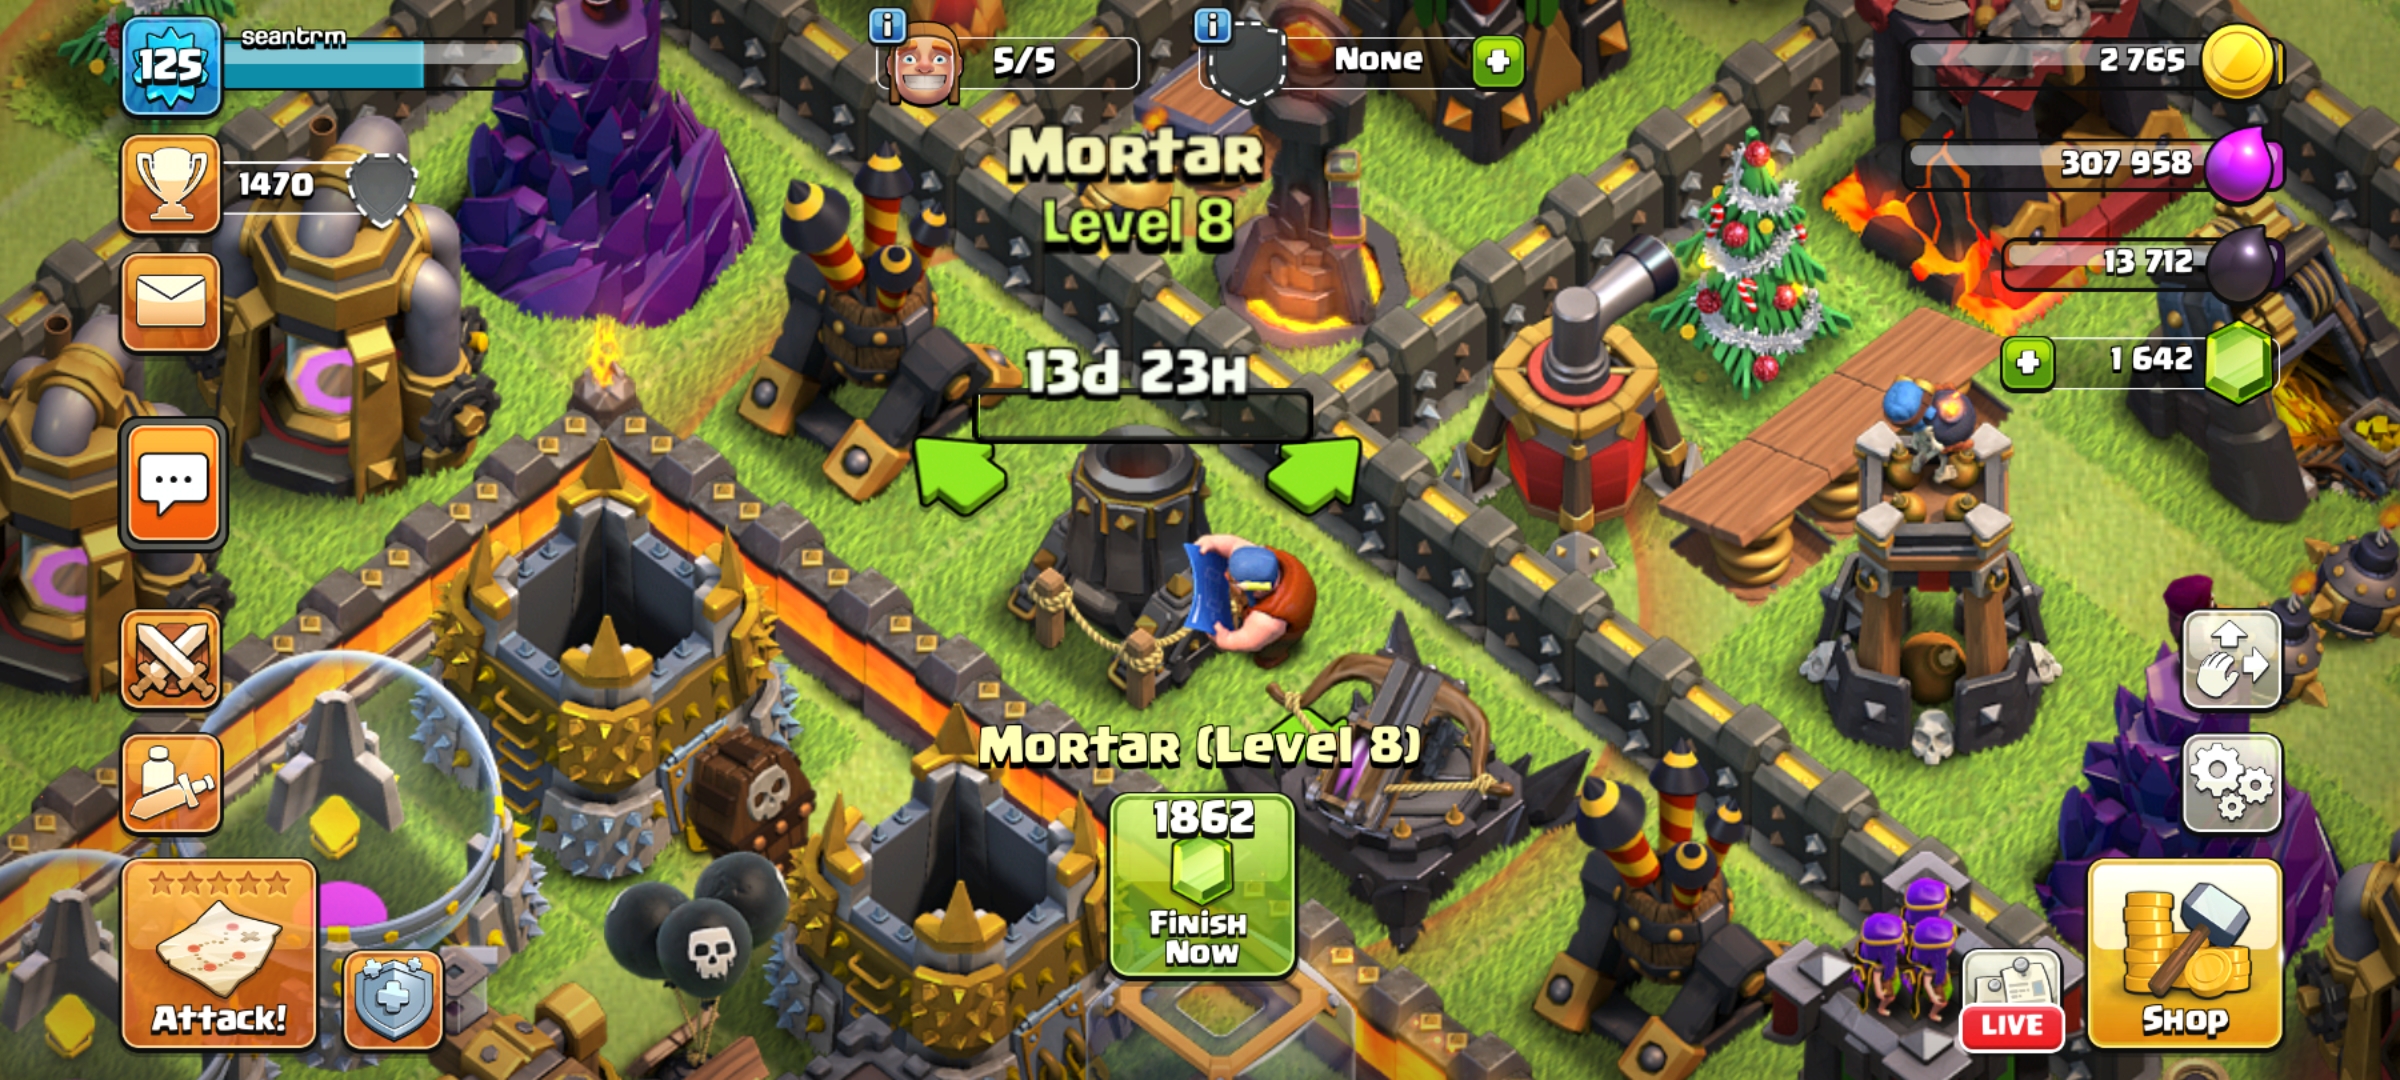 125
seantrm
5/5
None
2 765
1470
307 958
13 712
1 642
Mortar
Level 8
13d 23H
Mortar (Level 8)
1862
Finish
Now
Attack!
LIVE
Shop